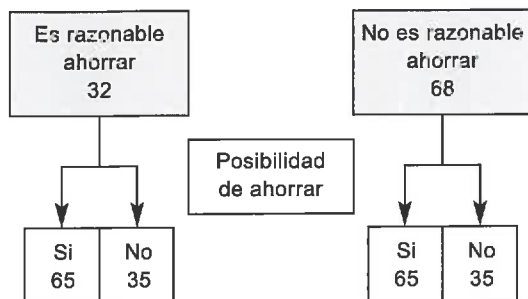 Es razonable
ahorrar
32
No es razonable
ahorrar
68
Posibilidad
de ahorrar
Si
65
No
35
Si
65
No
35